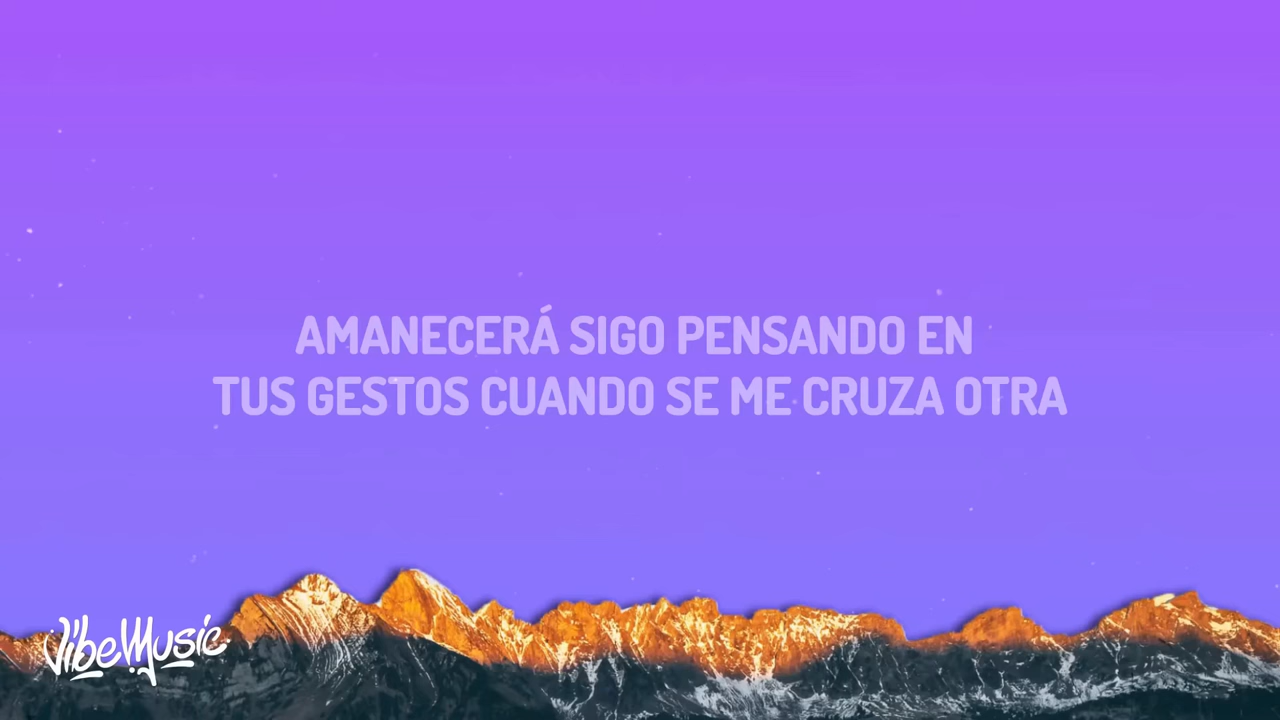 AMANECERÁ SIGO PENSANDO EN
TUS GESTOS CUANDO SE ME CRUZA OTRA
VibeMusic